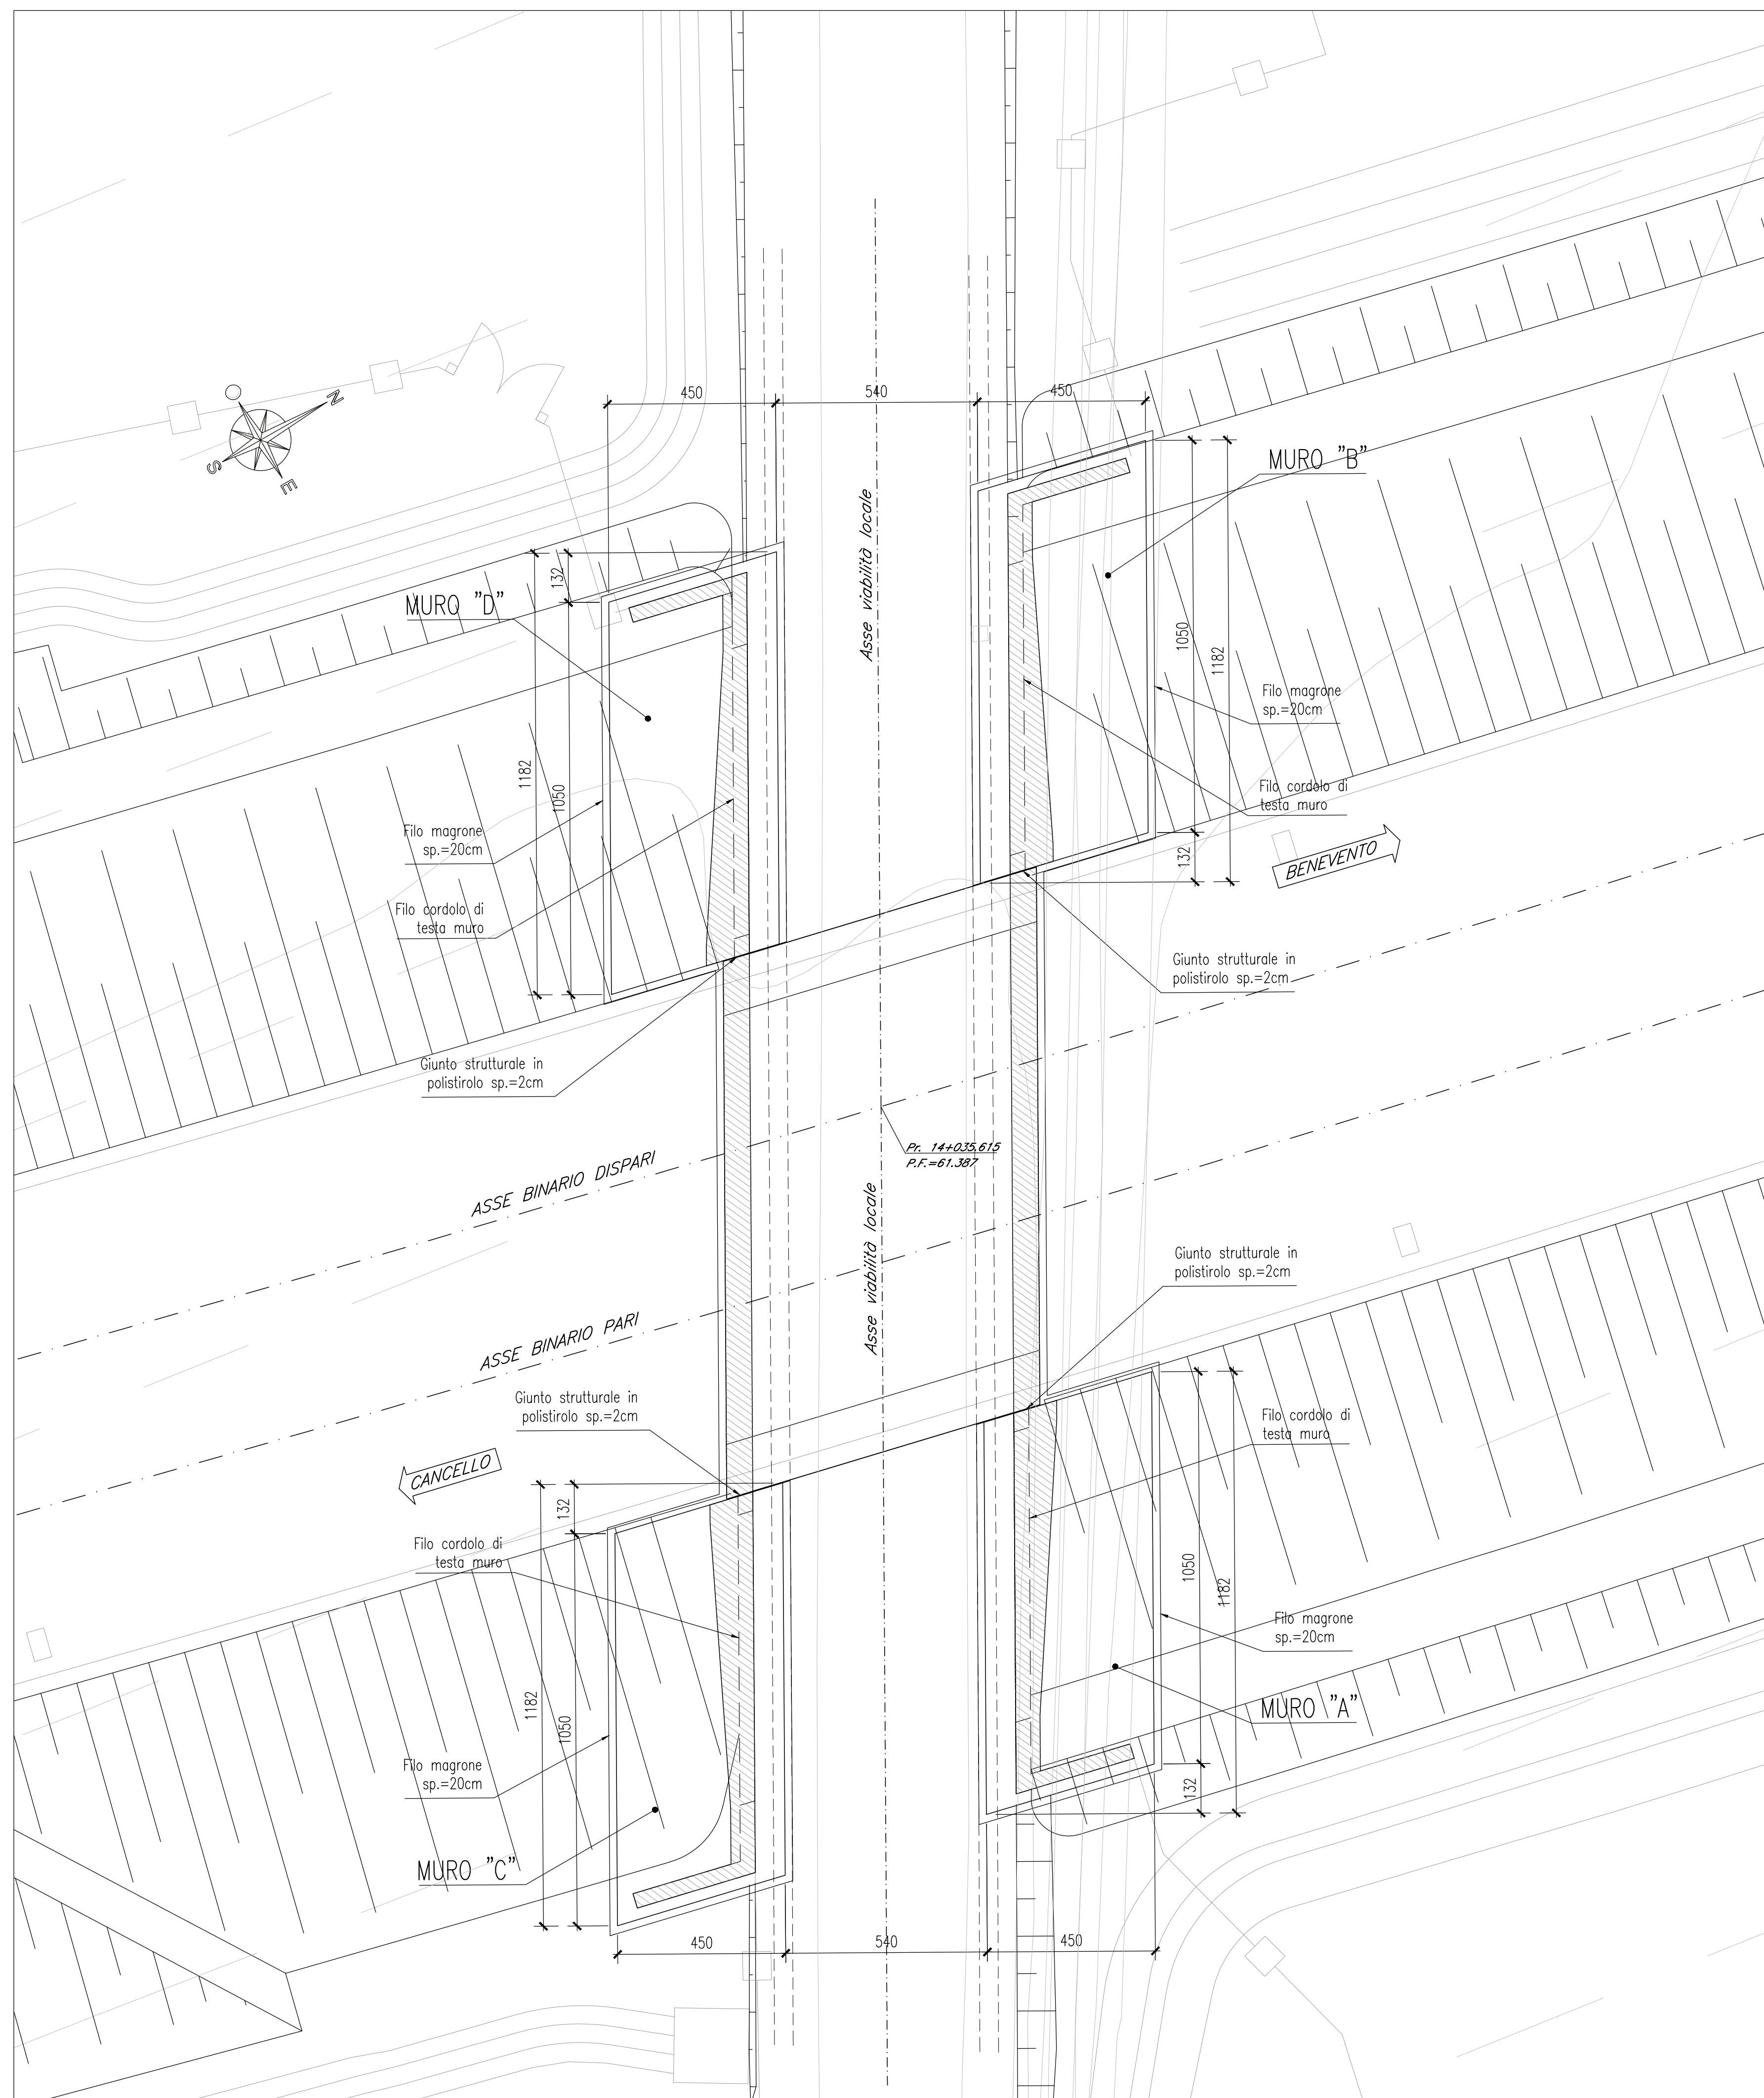 O
N
S
E
450
540
450
MURO "B"
Asse viabilità locale
132
MURO "D"
1050
1182
Filo magrone
sp.=20cm
1182
1050
Filo cordolo di
testa muro
Filo magrone
sp.=20cm
132
BENEVENTO
Filo cordolo di
testa muro
Giunto strutturale in
polistirolo sp.=2cm
Giunto strutturale in
polistirolo sp.=2cm
Pr. 14+035.615
P.F.=61.387
ASSE BINARIO DISPARI
Asse viabilità locale
Giunto strutturale in
polistirolo sp.=2cm
ASSE BINARIO PARI
Giunto strutturale in
polistirolo sp.=2cm
Filo cordolo di
testa muro
CANCELLO
132
Filo cordolo di
testa muro
1050
1182
Filo magrone
sp.=20cm
1182
1050
MURO "A"
Filo magrone
sp.=20cm
132
MURO "C"
450
540
450